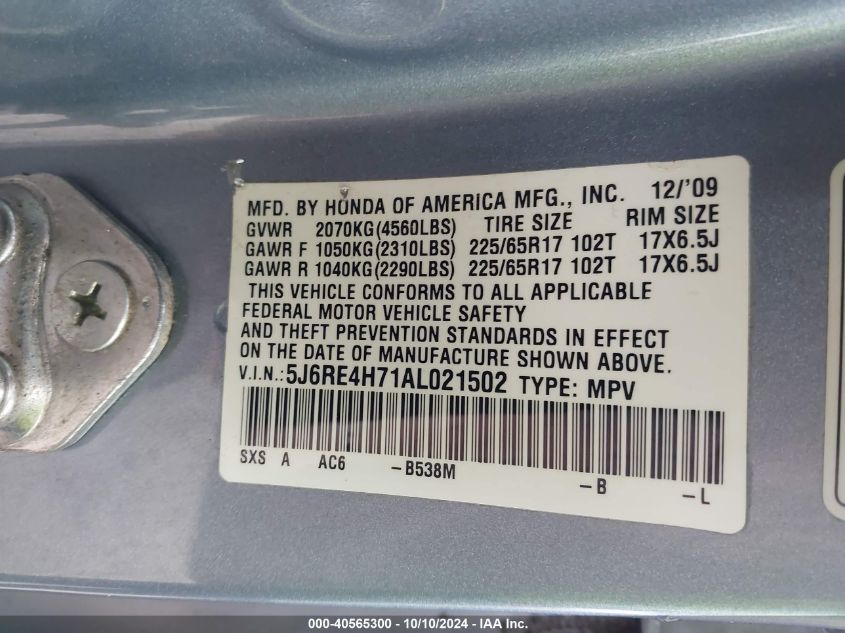 MFD. BY HONDA OF AMERICA MFG., INC. 12/'09
GVWR 2070KG(4560LBS) TIRE SIZE RIM SIZE
GAWR F 1050KG(2310LBS) 225/65R17 102T 17X6.5J
GAWR R 1040KG(2290LBS) 225/65R17 102T 17X6.5J
THIS VEHICLE CONFORMS TO ALL APPLICABLE
FEDERAL MOTOR VEHICLE SAFETY
AND THEFT PREVENTION STANDARDS IN EFFECT
ON THE DATE OF MANUFACTURE SHOWN ABOVE.
V.I.N.:5J6RE4H71AL021502 TYPE: MPV
SXS A AC6 -B538M -B -L
000-40565300 - 10/10/2024 - IAA Inc.